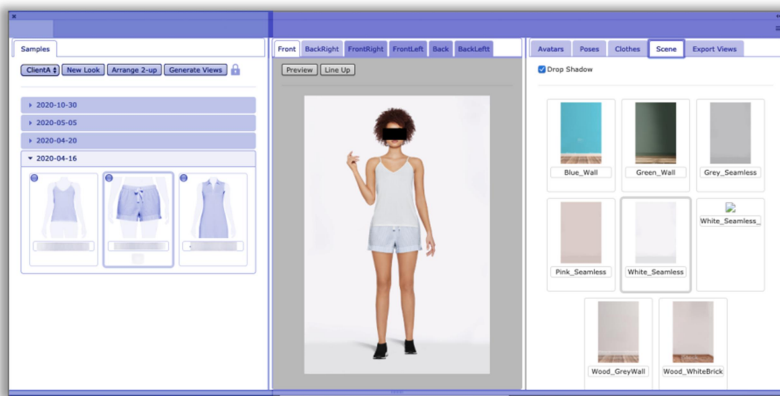 Samples
ClientA New Look Arrange 2-up Generate Views
2020-10-30
2020-05-05
2020-04-20
2020-04-16
Front BackRight FrontRight FrontLeft Back BackLeftt
Preview Line Up
Avatars Poses Clothes Scene Export Views
Drop Shadow
Blue_Wall Green_Wall Grey_Seamless
Pink_Seamless White_Seamless White_Seamless_
Wood_GreyWall Wood_WhiteBrick